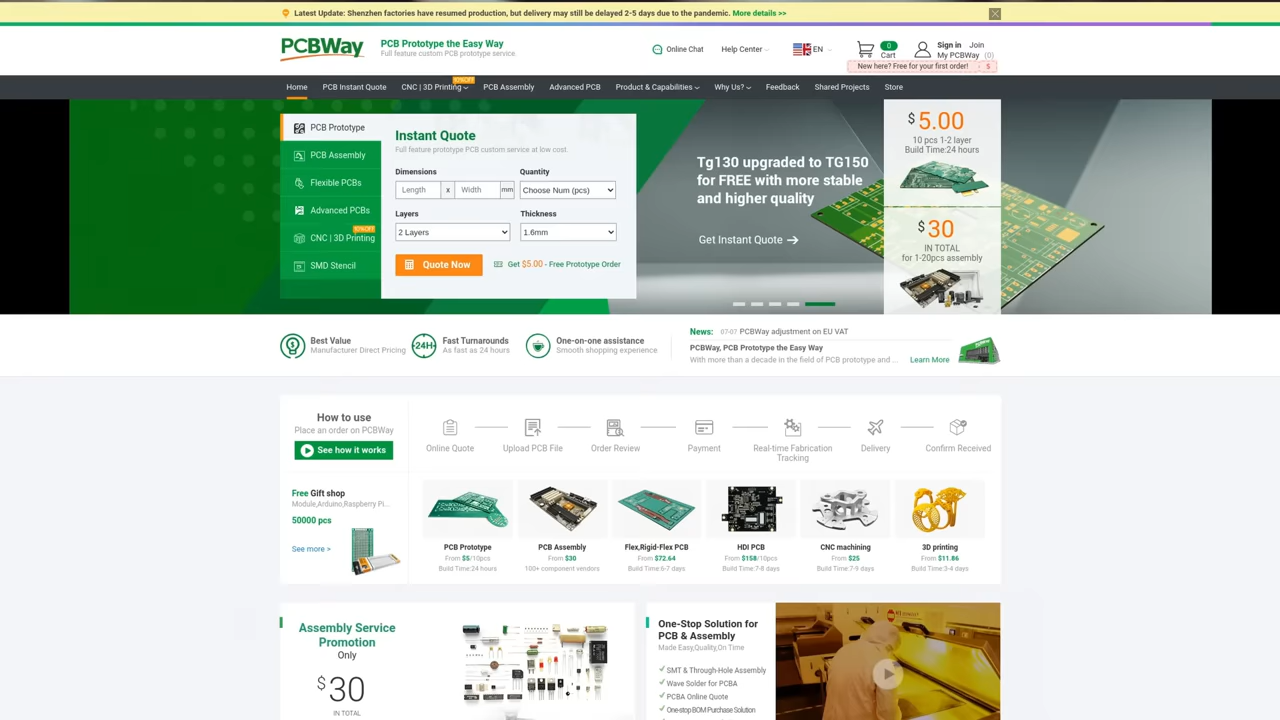 Latest Update: Shenzhen factories have resumed production, but delivery may still be delayed 2-5 days due to the pandemic. More details >>
PCBWay
PCB Prototype the Easy Way
Full feature custom PCB prototype service.
Online Chat
Help Center
EN
0
Cart
Sign in Join
My PCBWay (0)
New here? Free for your first order! - $
Home
PCB Instant Quote
CNC | 3D Printing
10%OFF
PCB Assembly
Advanced PCB
Product & Capabilities
Why Us?
Feedback
Shared Projects
Store
PCB Prototype
PCB Assembly
Flexible PCBs
Advanced PCBs
10%OFF
CNC | 3D Printing
SMD Stencil
Instant Quote
Full feature prototype PCB custom service at low cost.
Dimensions
Quantity
Length x Width mm
Choose Num (pcs)
Layers
Thickness
2 Layers
1.6mm
Quote Now
Get $5.00 - Free Prototype Order
Tg130 upgraded to TG150
for FREE with more stable
and higher quality
Get Instant Quote
$5.00
10 pcs 1-2 layer
Build Time:24 hours
$30
IN TOTAL
for 1-20pcs assembly
Best Value
Manufacturer Direct Pricing
24H
Fast Turnarounds
As fast as 24 hours
One-on-one assistance
Smooth shopping experience
News: 07-07 PCBWay adjustment on EU VAT
PCBWay, PCB Prototype the Easy Way
With more than a decade in the field of PCB prototype and ... Learn More
How to use
Place an order on PCBWay
See how it works
Online Quote
Upload PCB File
Order Review
Payment
Real-time Fabrication
Tracking
Delivery
Confirm Received
Free Gift shop
Module,Arduino,Raspberry Pi...
50000 pcs
See more >
PCB Prototype
From $5/10pcs
Build Time:24 hours
PCB Assembly
From $30
100+ component vendors
Flex,Rigid-Flex PCB
From $72.64
Build Time:6-7 days
HDI PCB
From $158/10pcs
Build Time:7-8 days
CNC machining
From $25
Build Time:7-9 days
3D printing
From $11.86
Build Time:3-4 days
Assembly Service
Promotion
Only
$30
IN TOTAL
One-Stop Solution for
PCB & Assembly
Made Easy,Quality,On Time
SMT & Through-Hole Assembly
Wave Solder for PCBA
PCBA Online Quote
One-stop BOM Purchase Solution